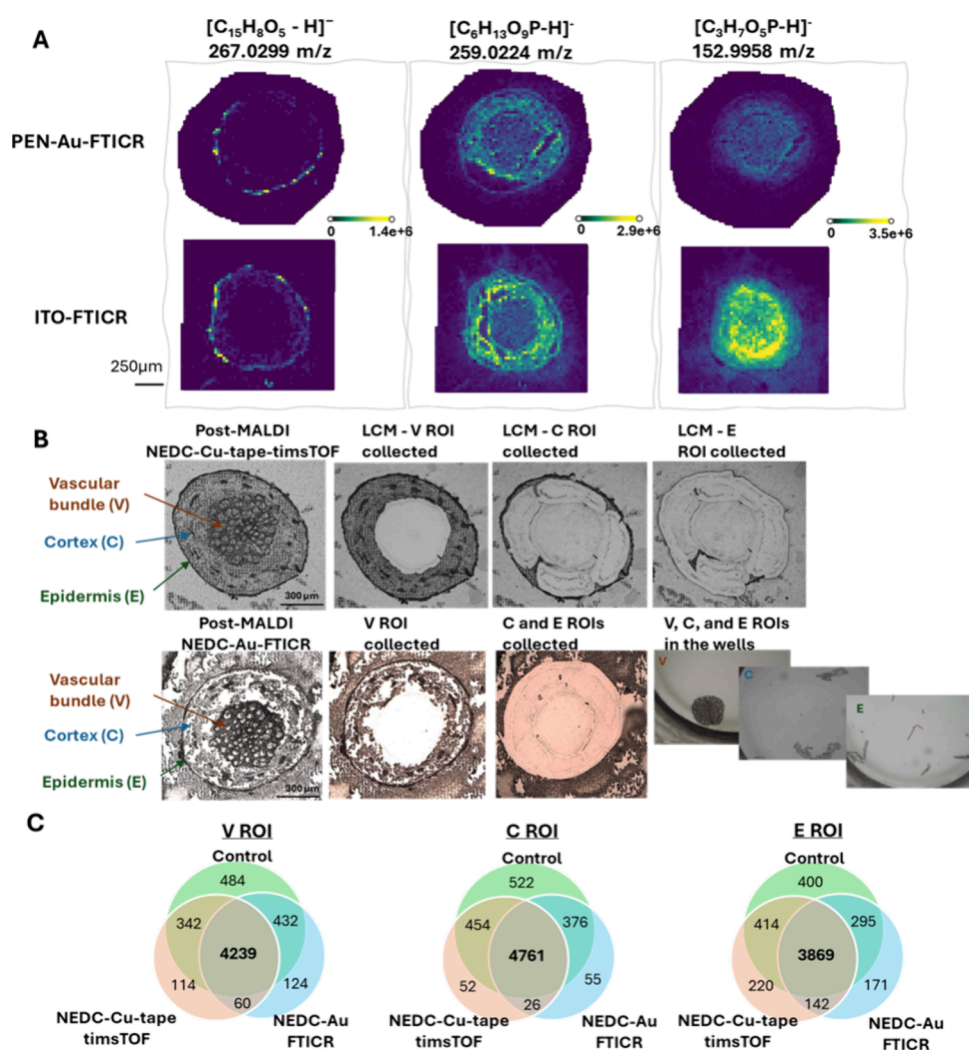 A
[C₁₅H₈O₅ - H]⁻
267.0299 m/z
[C₆H₁₃O₉P-H]⁻
259.0224 m/z
[C₃H₇O₅P-H]⁻
152.9958 m/z
PEN-Au-FTICR
0 1.4e+6
0 2.9e+6
0 3.5e+6
ITO-FTICR
250µm
B
Post-MALDI
NEDC-Cu-tape-timsTOF
LCM - V ROI
collected
LCM - C ROI
collected
LCM - E
ROI collected
Vascular
bundle (V)
Cortex (C)
Epidermis (E)
300 µm
Post-MALDI
NEDC-Au-FTICR
V ROI
collected
C and E ROIs
collected
V, C, and E ROIs
in the wells
Vascular
bundle (V)
Cortex (C)
Epidermis (E)
300 µm
V
C
E
C
V ROI
Control
484
342
432
4239
114
124
60
NEDC-Cu-tape
timsTOF
NEDC-Au
FTICR
C ROI
Control
522
454
376
4761
52
55
26
NEDC-Cu-tape
timsTOF
NEDC-Au
FTICR
E ROI
Control
400
414
295
3869
220
171
142
NEDC-Cu-tape
timsTOF
NEDC-Au
FTICR